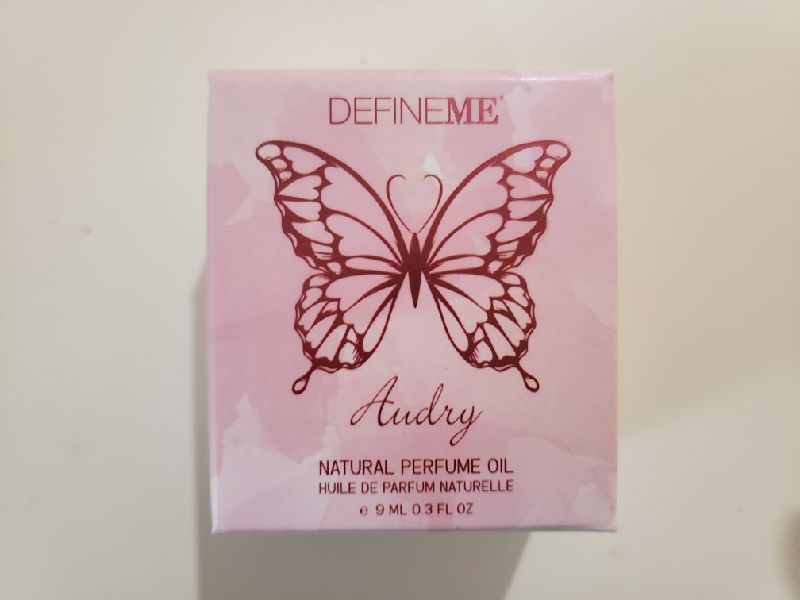 DEFINEME
Audry
NATURAL PERFUME OIL
HUILE DE PARFUM NATURELLE
e 9 ML 0.3 FL OZ